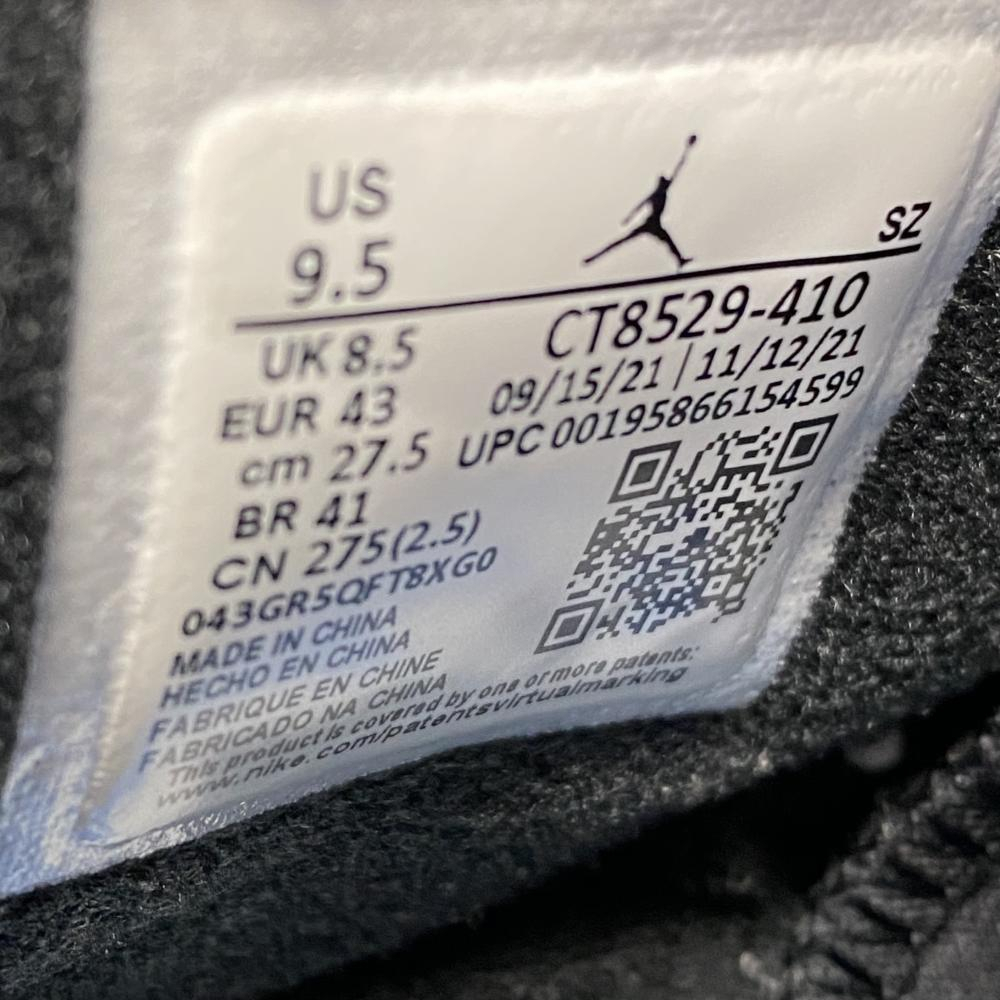 US
9.5
SZ
UK 8.5
EUR 43
cm 27.5
BR 41
CN 275(2.5)
043GR5QFT8XG0
CT8529-410
09/15/21 | 11/12/21
UPC 00195866154599
MADE IN CHINA
HECHO EN CHINA
FABRIQUE EN CHINE
FABRICADO NA CHINA
This product is covered by one or more patents:
www.nike.com/patentsvirtualmarking